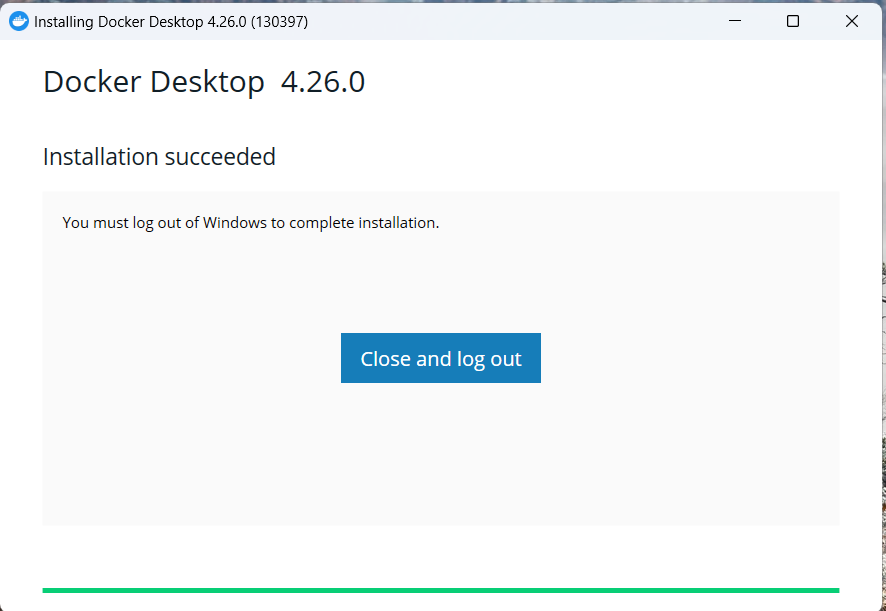 Installing Docker Desktop 4.26.0 (130397)
Docker Desktop 4.26.0
Installation succeeded
You must log out of Windows to complete installation.
Close and log out